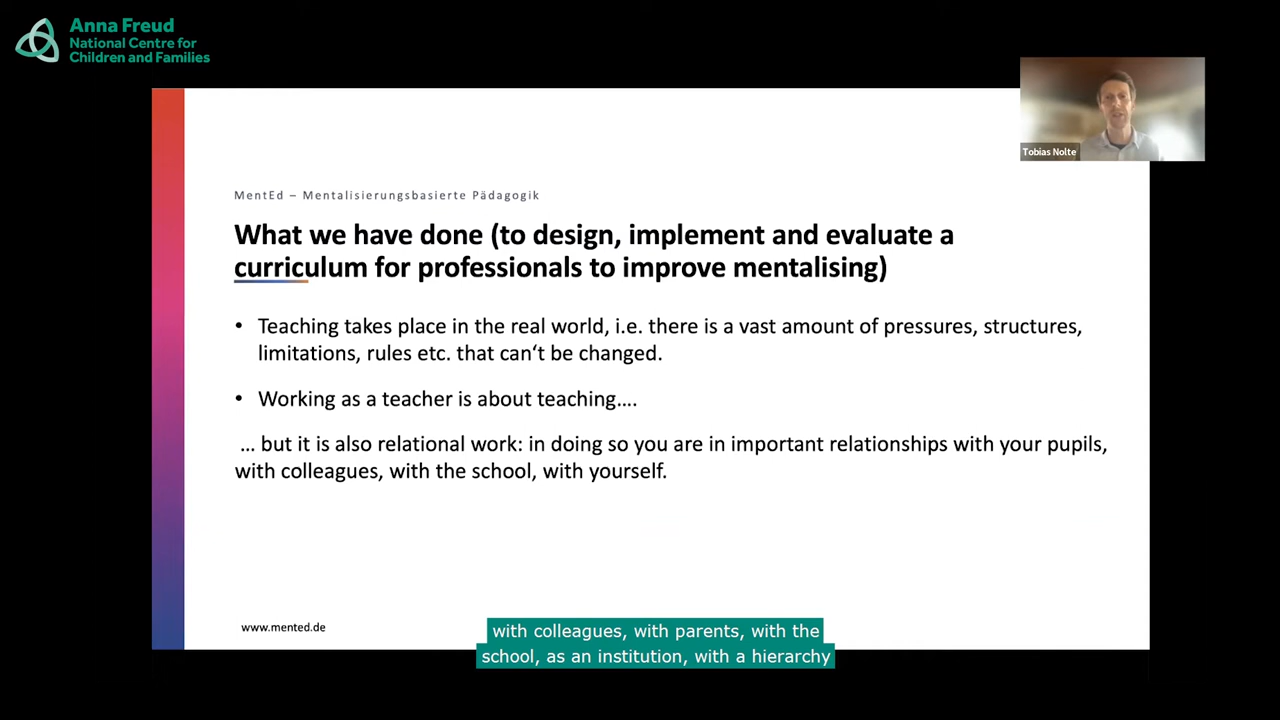 Anna Freud
National Centre for
Children and Families
Tobias Nolte
MentEd – Mentalisierungsbasierte Pädagogik
What we have done (to design, implement and evaluate a
curriculum for professionals to improve mentalising)
• Teaching takes place in the real world, i.e. there is a vast amount of pressures, structures,
limitations, rules etc. that can‘t be changed.
• Working as a teacher is about teaching….
… but it is also relational work: in doing so you are in important relationships with your pupils,
with colleagues, with the school, with yourself.
www.mented.de
with colleagues, with parents, with the
school, as an institution, with a hierarchy